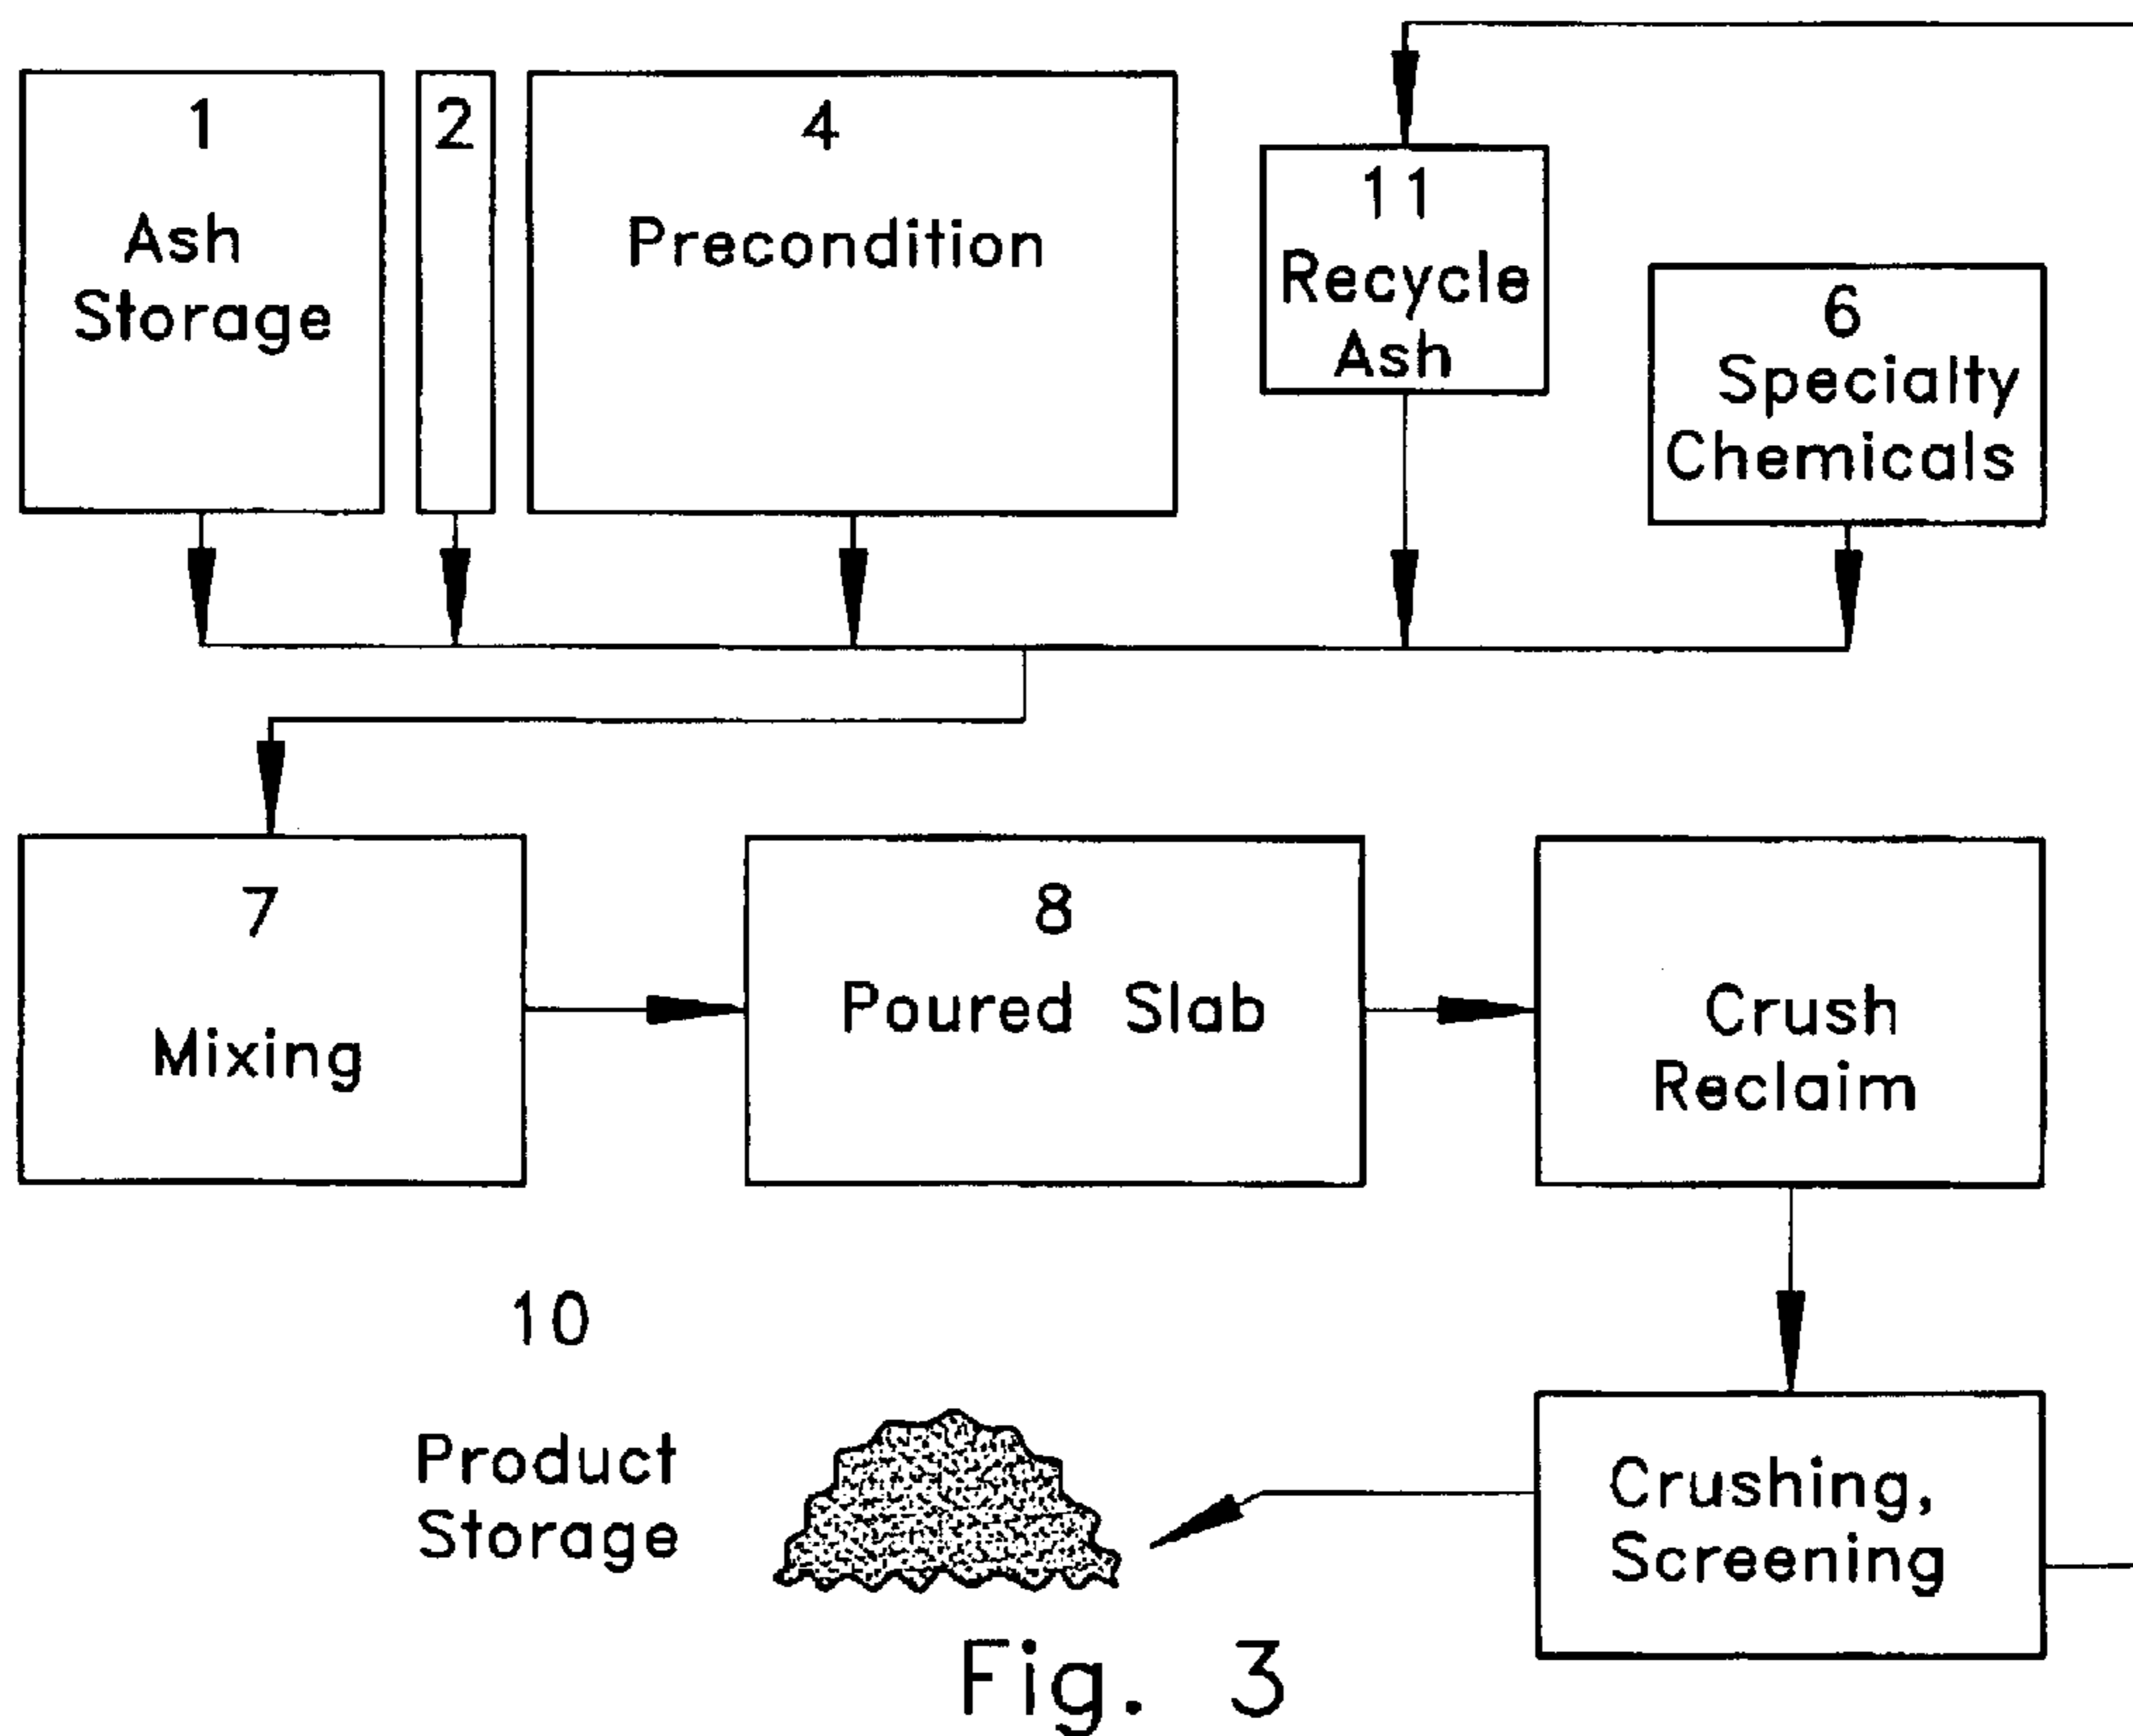 1
Ash
Storage
2
4
Precondition
11
Recycle
Ash
6
Specialty
Chemicals
7
Mixing
8
Poured Slab
Crush
Reclaim
10
Product
Storage
Crushing,
Screening
Fig. 3